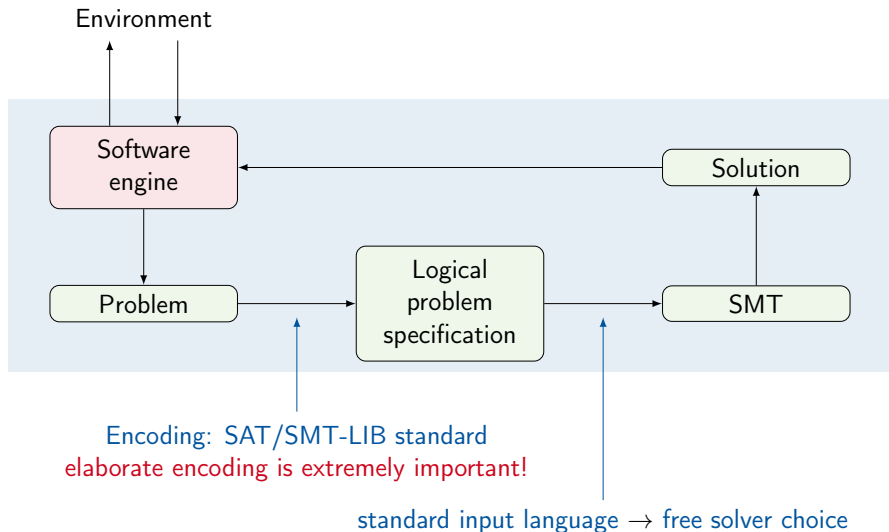 Environment
Software
engine
Solution
Problem
Logical
problem
specification
SMT
Encoding: SAT/SMT-LIB standard
elaborate encoding is extremely important!
standard input language → free solver choice